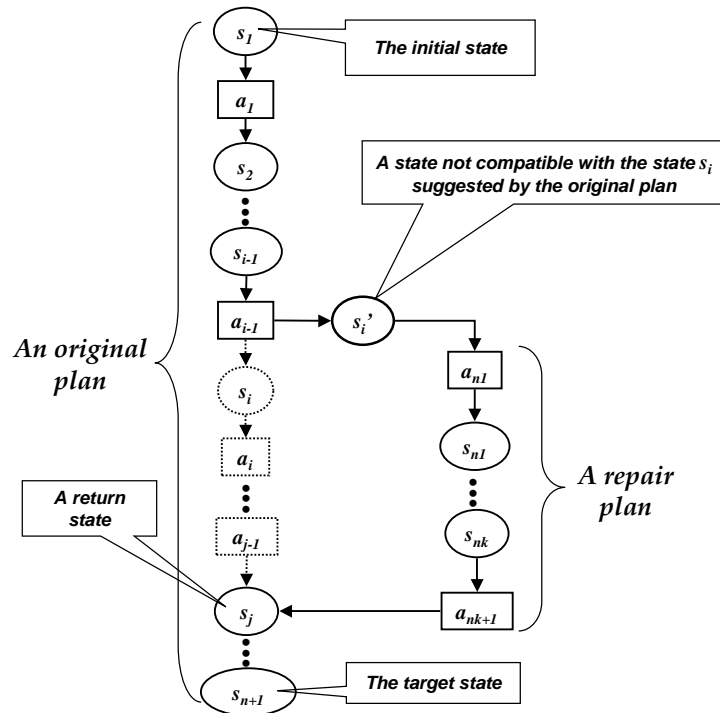 s1
The initial state
a1
A state not compatible with the state si
suggested by the original plan
s2
si-1
ai-1
si’
An original
plan
an1
si
sn1
ai
A repair
plan
A return
state
snk
aj-1
sj
ank+1
The target state
sn+1